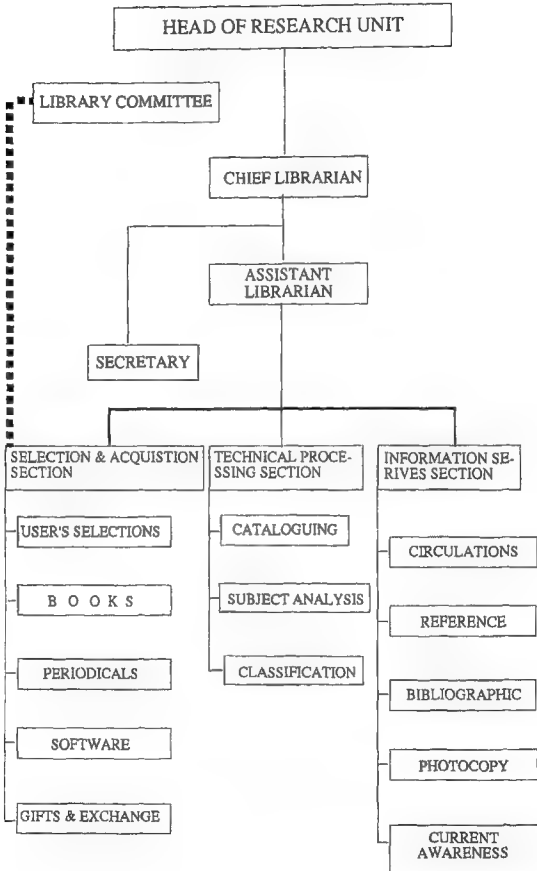 HEAD OF RESEARCH UNIT
LIBRARY COMMITTEE
CHIEF LIBRARIAN
ASSISTANT
LIBRARIAN
SECRETARY
SELECTION & ACQUISTION
SECTION
USER'S SELECTIONS
B O O K S
PERIODICALS
SOFTWARE
GIFTS & EXCHANGE
TECHNICAL PROCE-
SSING SECTION
CATALOGUING
SUBJECT ANALYSIS
CLASSIFICATION
INFORMATION SE-
RIVES SECTION
CIRCULATIONS
REFERENCE
BIBLIOGRAPHIC
PHOTOCOPY
CURRENT
AWARENESS